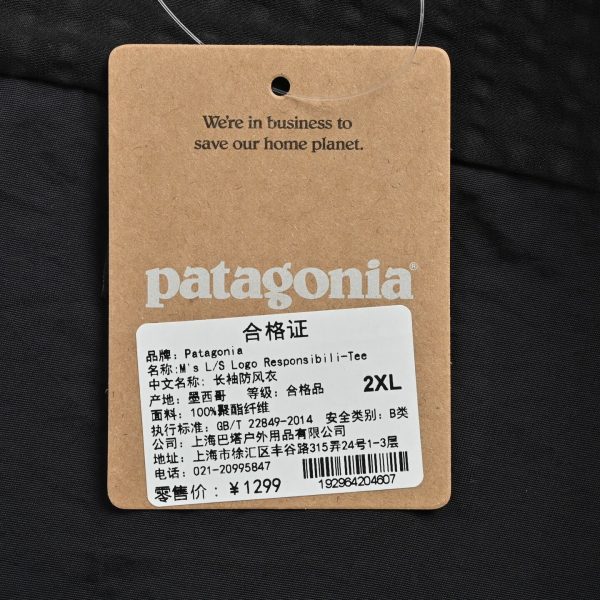 We're in business to
save our home planet.
patagonia®
合格证
品牌: Patagonia
名称:M's L/S Logo Responsibili-Tee
中文名称: 长袖防风衣
产地: 墨西哥 等级: 合格品 2XL
面料: 100%聚酯纤维
执行标准: GB/T 22849-2014 安全类别: B类
公司: 上海巴塔户外用品有限公司
地址: 上海市徐汇区丰谷路315弄24号1-3层
电话: 021-20995847
零售价: ¥1299
192964204607